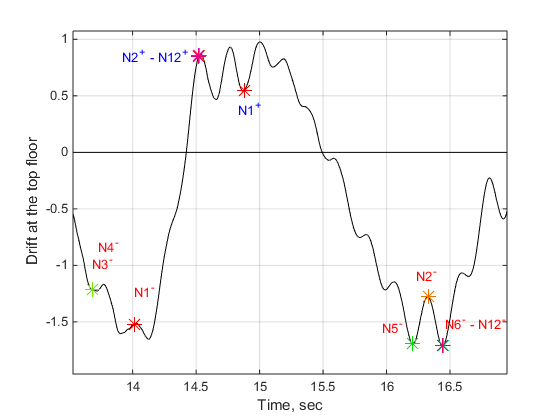 1
0.5
0
-0.5
-1
-1.5
Drift at the top floor
N2⁺ - N12⁺
N1⁺
N4⁻
N3⁻
N1⁻
N2⁻
N5⁻
N6⁻ - N12⁺
14
14.5
15
15.5
16
16.5
Time, sec